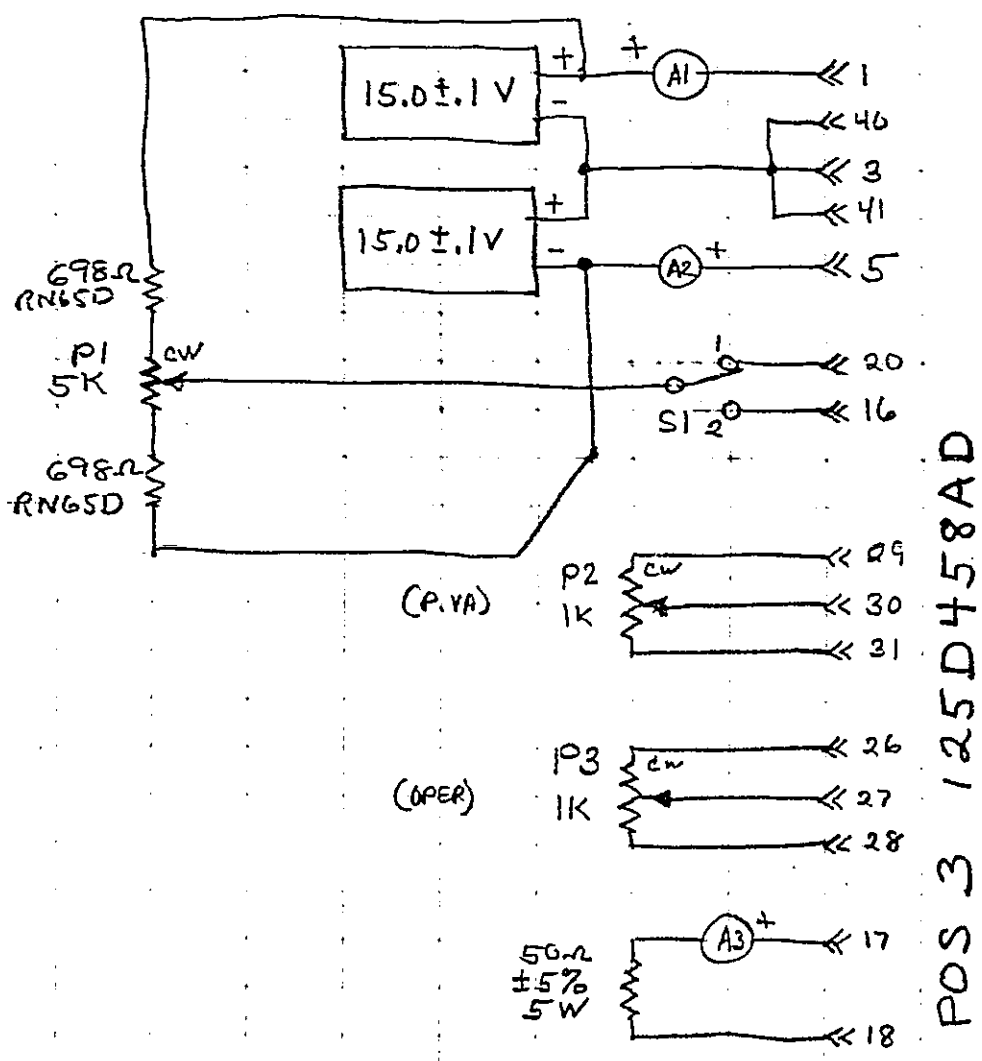 + + A1 1
15.0 ±.1 V
- 
40
3
41
+
15.0 ±.1V
- A2 + 5
698Ω
RN65D
P1 CW
5K
1 20
S1 2 16
698Ω
RN65D
P2 CW 29
(P.VA) 30
1K
31
P3 CW 26
(OPER) 27
1K
28
A3 + 17
50Ω
±5%
5W
18
POS 3 125D458AD